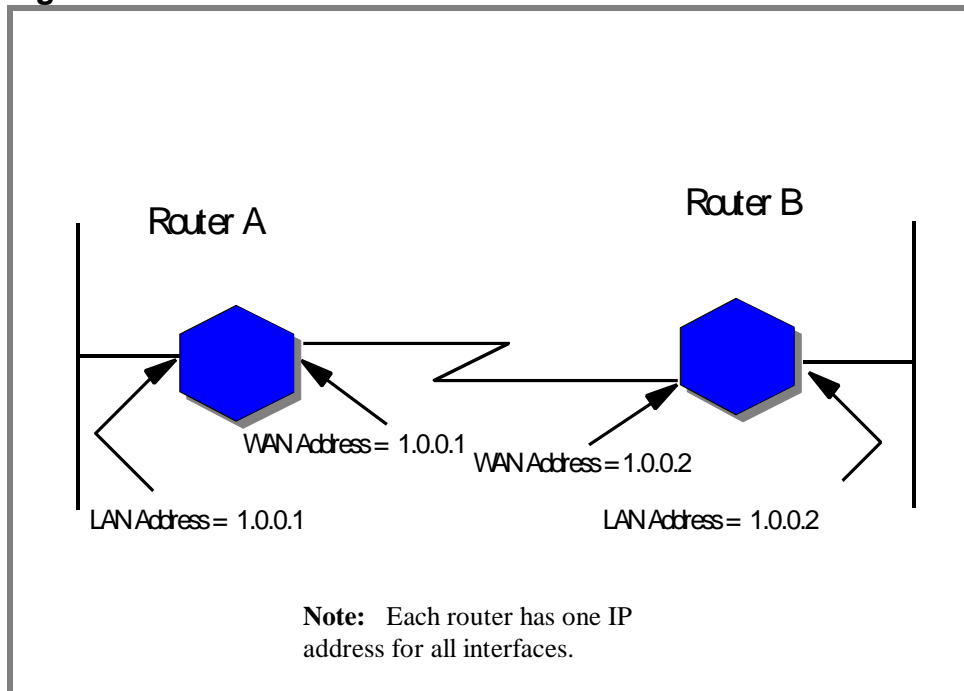 Router A
Router B
WAN Address = 1.0.0.1
WAN Address = 1.0.0.2
LAN Address = 1.0.0.1
LAN Address = 1.0.0.2
Note: Each router has one IP
address for all interfaces.